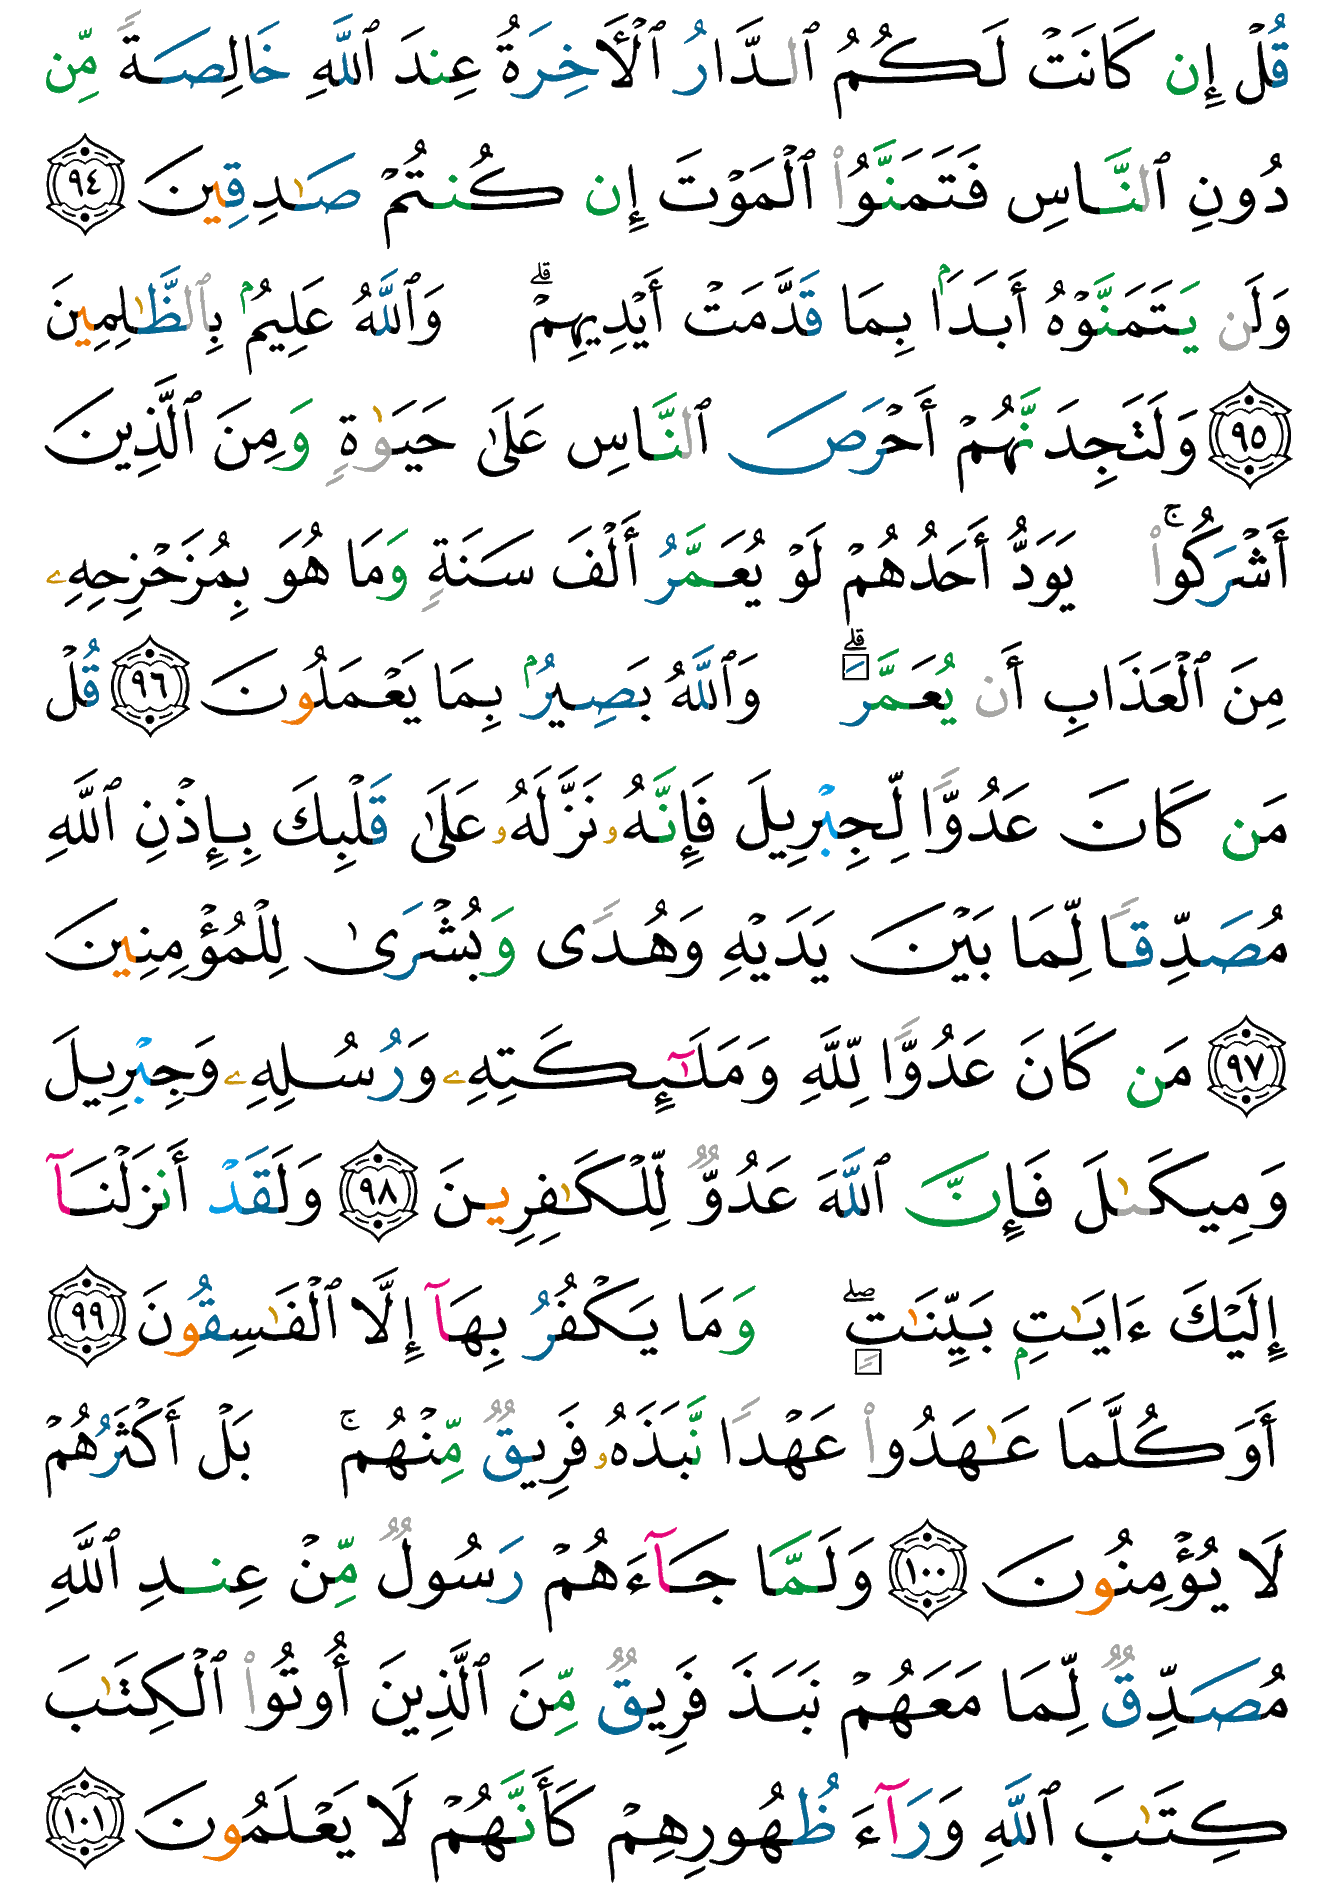 قُلْ إِن كَانَتْ لَكُمُ ٱلدَّارُ ٱلْـَٔاخِرَةُ عِندَ ٱللَّهِ خَالِصَةً مِّن
دُونِ ٱلنَّاسِ فَتَمَنَّوُا۟ ٱلْمَوْتَ إِن كُنتُمْ صَـٰدِقِينَ ٩٤
وَلَن يَتَمَنَّوْهُ أَبَدَۢا بِمَا قَدَّمَتْ أَيْدِيهِمْ ۗ وَٱللَّهُ عَلِيمُۢ بِٱلظَّـٰلِمِينَ
٩٥ وَلَتَجِدَنَّهُمْ أَحْرَصَ ٱلنَّاسِ عَلَىٰ حَيَوٰةٍ وَمِنَ ٱلَّذِينَ
أَشْرَكُوا۟ ۚ يَوَدُّ أَحَدُهُمْ لَوْ يُعَمَّرُ أَلْفَ سَنَةٍ وَمَا هُوَ بِمُزَحْزِحِهِۦ
مِنَ ٱلْعَذَابِ أَن يُعَمَّرَ ۗ وَٱللَّهُ بَصِيرُۢ بِمَا يَعْمَلُونَ ٩٦ قُلْ
مَن كَانَ عَدُوًّا لِّجِبْرِيلَ فَإِنَّهُۥ نَزَّلَهُۥ عَلَىٰ قَلْبِكَ بِإِذْنِ ٱللَّهِ
مُصَدِّقًا لِّمَا بَيْنَ يَدَيْهِ وَهُدًى وَبُشْرَىٰ لِلْمُؤْمِنِينَ
٩٧ مَن كَانَ عَدُوًّا لِّلَّهِ وَمَلَـٰٓئِكَتِهِۦ وَرُسُلِهِۦ وَجِبْرِيلَ
وَمِيكَىٰلَ فَإِنَّ ٱللَّهَ عَدُوٌّ لِّلْكَـٰفِرِينَ ٩٨ وَلَقَدْ أَنزَلْنَآ
إِلَيْكَ ءَايَـٰتِۭ بَيِّنَـٰتٍ ۖ وَمَا يَكْفُرُ بِهَآ إِلَّا ٱلْفَـٰسِقُونَ ٩٩
أَوَكُلَّمَا عَـٰهَدُوا۟ عَهْدًا نَّبَذَهُۥ فَرِيقٌ مِّنْهُم ۚ بَلْ أَكْثَرُهُمْ
لَا يُؤْمِنُونَ ١٠٠ وَلَمَّا جَآءَهُمْ رَسُولٌ مِّنْ عِندِ ٱللَّهِ
مُصَدِّقٌ لِّمَا مَعَهُمْ نَبَذَ فَرِيقٌ مِّنَ ٱلَّذِينَ أُوتُوا۟ ٱلْكِتَـٰبَ
كِتَـٰبَ ٱللَّهِ وَرَآءَ ظُهُورِهِمْ كَأَنَّهُمْ لَا يَعْلَمُونَ ١٠١